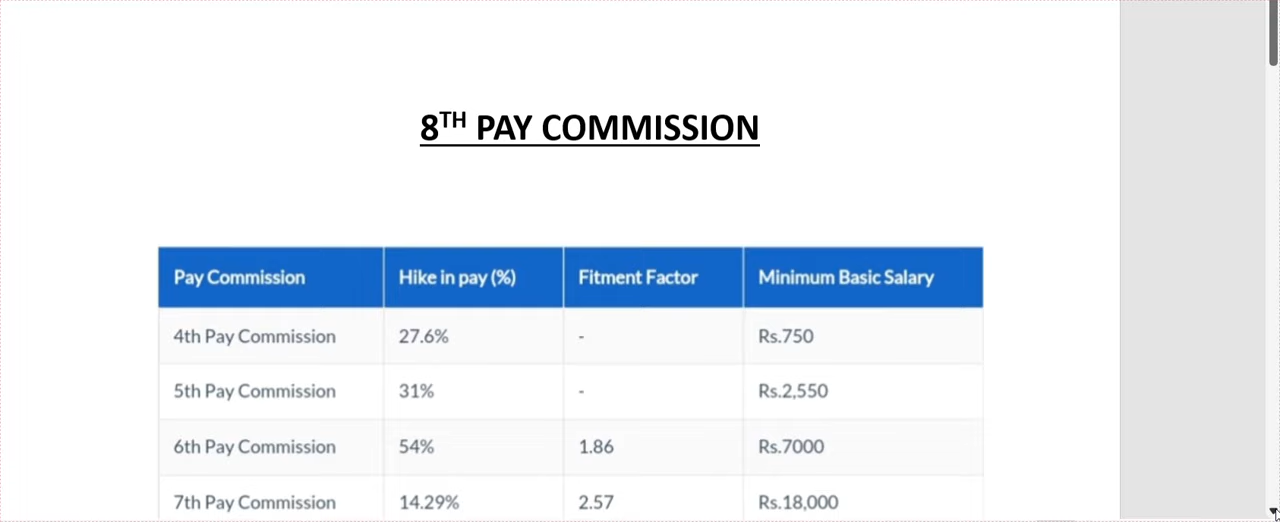 8TH PAY COMMISSION
Pay Commission Hike in pay (%) Fitment Factor Minimum Basic Salary
4th Pay Commission 27.6% - Rs.750
5th Pay Commission 31% - Rs.2,550
6th Pay Commission 54% 1.86 Rs.7000
7th Pay Commission 14.29% 2.57 Rs.18,000